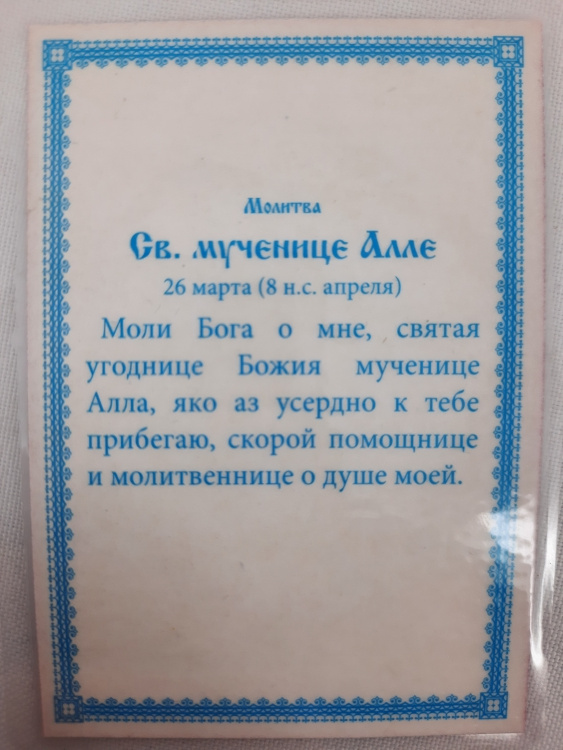 Молитва
Св. мученице Алле
26 марта (8 н.с. апреля)
Моли Бога о мне, святая
угоднице Божия мученице
Алла, яко аз усердно к тебе
прибегаю, скорой помощнице
и молитвеннице о душе моей.